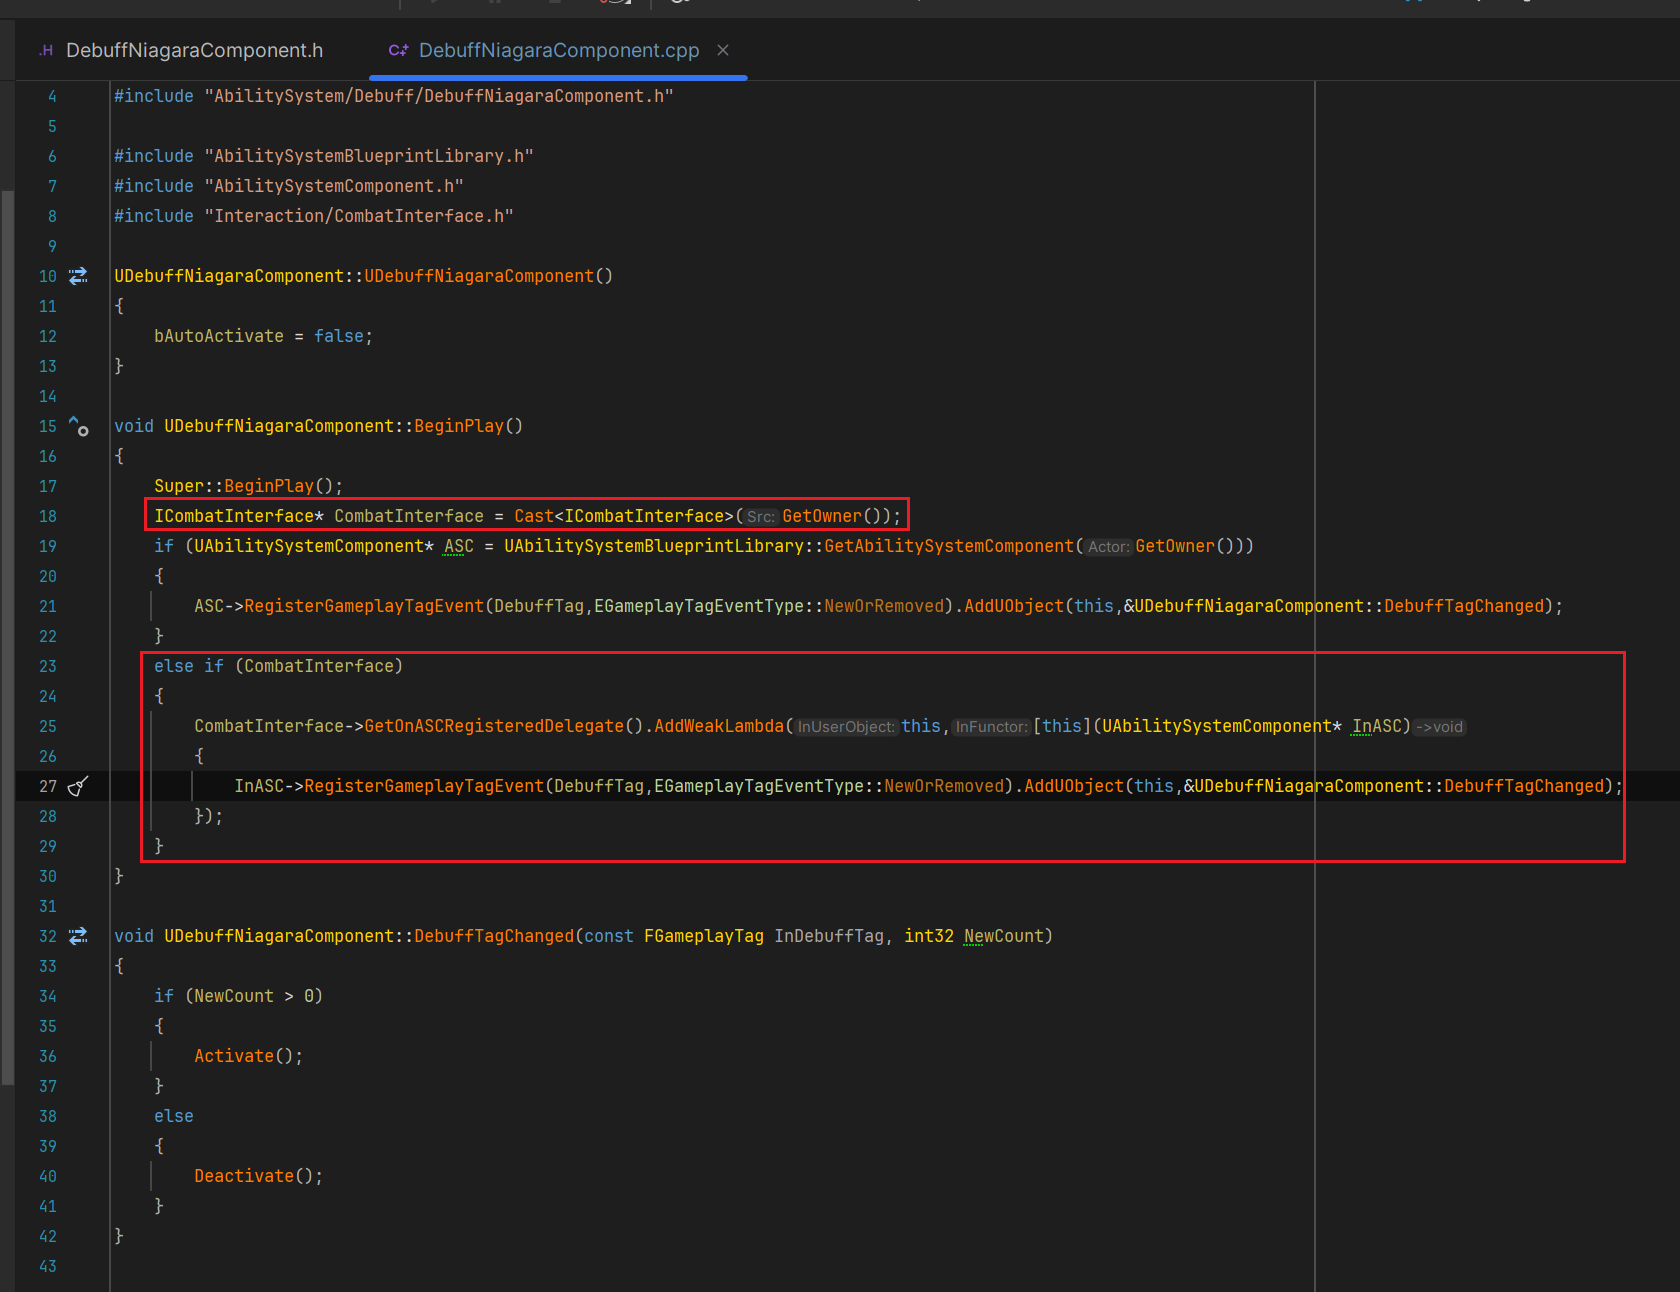 .H DebuffNiagaraComponent.h
C++ DebuffNiagaraComponent.cpp ×
4 #include "AbilitySystem/Debuff/DebuffNiagaraComponent.h"
5
6 #include "AbilitySystemBlueprintLibrary.h"
7 #include "AbilitySystemComponent.h"
8 #include "Interaction/CombatInterface.h"
9
10 UDebuffNiagaraComponent::UDebuffNiagaraComponent()
11 {
12 bAutoActivate = false;
13 }
14
15 void UDebuffNiagaraComponent::BeginPlay()
16 {
17 Super::BeginPlay();
18 ICombatInterface* CombatInterface = Cast<ICombatInterface>(Src: GetOwner());
19 if (UAbilitySystemComponent* ASC = UAbilitySystemBlueprintLibrary::GetAbilitySystemComponent(Actor: GetOwner()))
20 {
21 ASC->RegisterGameplayTagEvent(DebuffTag,EGameplayTagEventType::NewOrRemoved).AddUObject(this,&UDebuffNiagaraComponent::DebuffTagChanged);
22 }
23 else if (CombatInterface)
24 {
25 CombatInterface->GetOnASCRegisteredDelegate().AddWeakLambda(InUserObject: this, InFunctor: [this](UAbilitySystemComponent* InASC) ->void
26 {
27 InASC->RegisterGameplayTagEvent(DebuffTag,EGameplayTagEventType::NewOrRemoved).AddUObject(this,&UDebuffNiagaraComponent::DebuffTagChanged);
28 });
29 }
30 }
31
32 void UDebuffNiagaraComponent::DebuffTagChanged(const FGameplayTag InDebuffTag, int32 NewCount)
33 {
34 if (NewCount > 0)
35 {
36 Activate();
37 }
38 else
39 {
40 Deactivate();
41 }
42 }
43